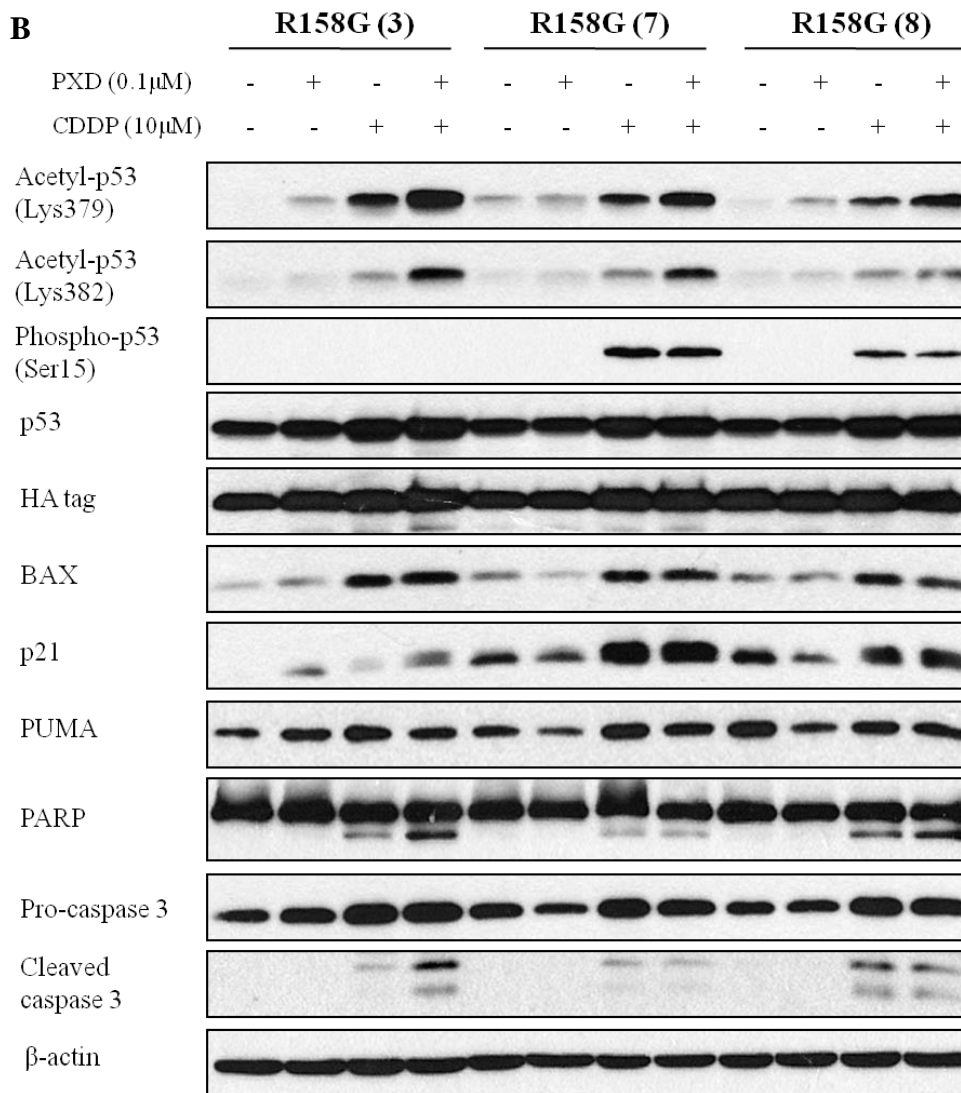 B
R158G (3) R158G (7) R158G (8)
PXD (0.1μM) - + - + - + - + - + - +
CDDP (10μM) - - + + - - + + - - + +
Acetyl-p53
(Lys379)
Acetyl-p53
(Lys382)
Phospho-p53
(Ser15)
p53
HA tag
BAX
p21
PUMA
PARP
Pro-caspase 3
Cleaved
caspase 3
β-actin